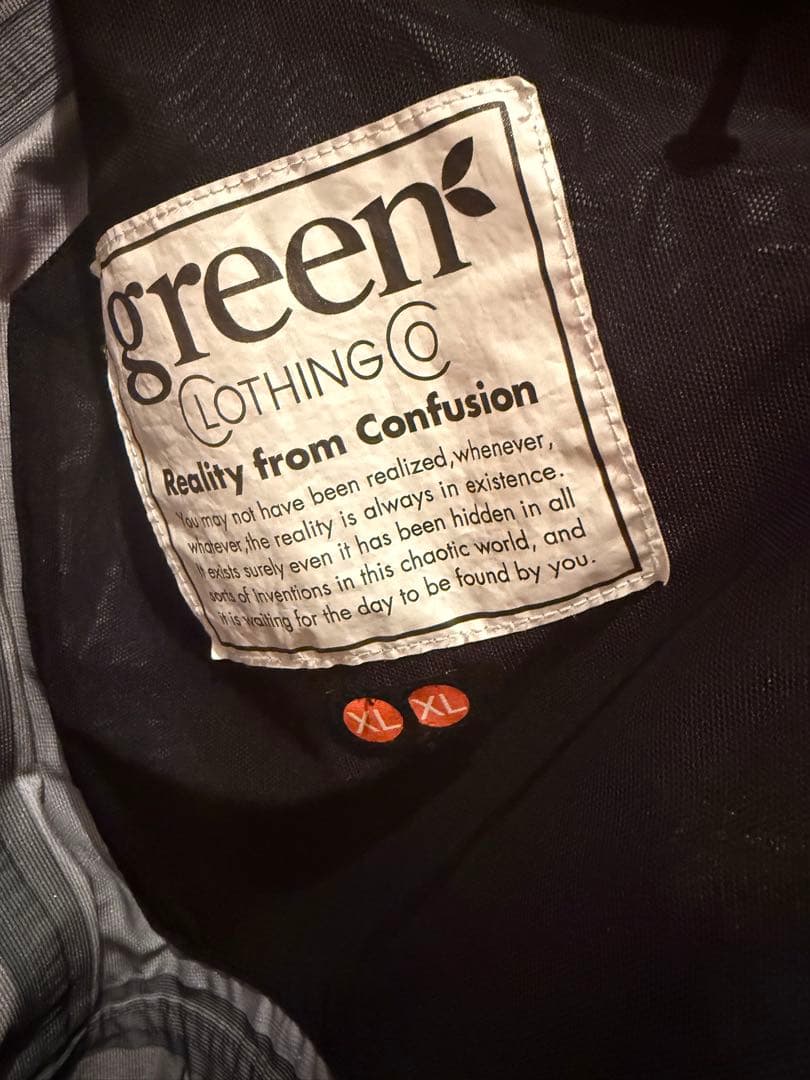 green
CLOTHING CO
Reality from Confusion
You may not have been realized,whenever,
whatever,the reality is always in existence.
It exists surely even it has been hidden in all
sorts of inventions in this chaotic world, and
it is waiting for the day to be found by you.
XL XL